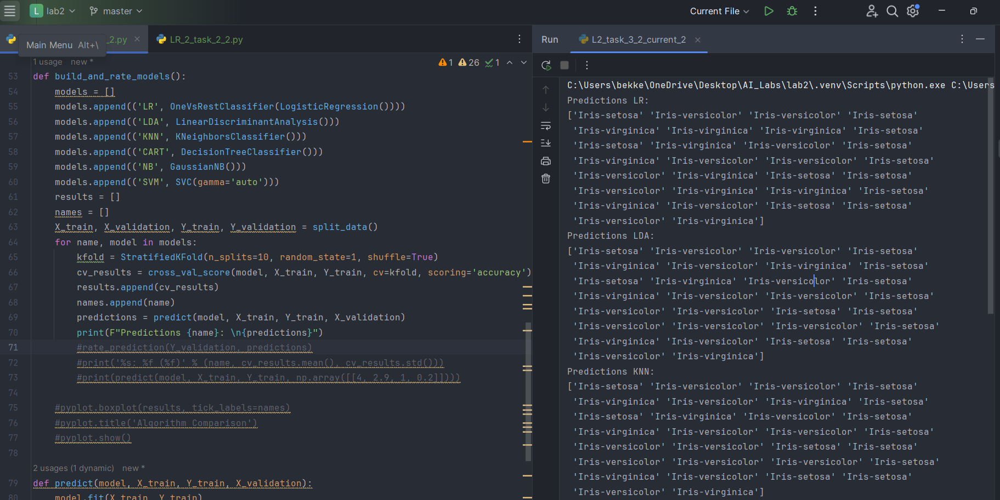 L lab2 master Current File
_2.py LR_2_task_2_2.py Run L2_task_3_2_current_2
Main Menu Alt+\
1 usage new * 1 26 1
53 def build_and_rate_models():
54 models = []
55 models.append(('LR', OneVsRestClassifier(LogisticRegression())))
56 models.append(('LDA', LinearDiscriminantAnalysis()))
57 models.append(('KNN', KNeighborsClassifier()))
58 models.append(('CART', DecisionTreeClassifier()))
59 models.append(('NB', GaussianNB()))
60 models.append(('SVM', SVC(gamma='auto')))
61 results = []
62 names = []
63 X_train, X_validation, Y_train, Y_validation = split_data()
64 for name, model in models:
65 kfold = StratifiedKFold(n_splits=10, random_state=1, shuffle=True)
66 cv_results = cross_val_score(model, X_train, Y_train, cv=kfold, scoring='accuracy')
67 results.append(cv_results)
68 names.append(name)
69 predictions = predict(model, X_train, Y_train, X_validation)
70 print(F"Predictions {name}: \n{predictions}")
71 #rate_prediction(Y_validation, predictions)
72 #print('%s: %f (%f)' % (name, cv_results.mean(), cv_results.std()))
73 #print(predict(model, X_train, Y_train, np.array([[4, 2.9, 1, 0.2]])))
74
75 #pyplot.boxplot(results, tick_labels=names)
76 #pyplot.title('Algorithm Comparison')
77 #pyplot.show()
78
2 usages (1 dynamic) new *
79 def predict(model, X_train, Y_train, X_validation):
80 model.fit(X_train, Y_train)
C:\Users\bekke\OneDrive\Desktop\AI_Labs\lab2\.venv\Scripts\python.exe C:\Users
Predictions LR:
['Iris-setosa' 'Iris-versicolor' 'Iris-versicolor' 'Iris-setosa'
'Iris-virginica' 'Iris-virginica' 'Iris-virginica' 'Iris-setosa'
'Iris-setosa' 'Iris-virginica' 'Iris-versicolor' 'Iris-setosa'
'Iris-virginica' 'Iris-versicolor' 'Iris-versicolor' 'Iris-setosa'
'Iris-versicolor' 'Iris-virginica' 'Iris-setosa' 'Iris-setosa'
'Iris-versicolor' 'Iris-virginica' 'Iris-virginica' 'Iris-setosa'
'Iris-virginica' 'Iris-versicolor' 'Iris-setosa' 'Iris-setosa'
'Iris-versicolor' 'Iris-virginica']
Predictions LDA:
['Iris-setosa' 'Iris-versicolor' 'Iris-versicolor' 'Iris-setosa'
'Iris-virginica' 'Iris-versicolor' 'Iris-virginica' 'Iris-setosa'
'Iris-setosa' 'Iris-virginica' 'Iris-versicolor' 'Iris-setosa'
'Iris-virginica' 'Iris-versicolor' 'Iris-versicolor' 'Iris-setosa'
'Iris-versicolor' 'Iris-versicolor' 'Iris-setosa' 'Iris-setosa'
'Iris-versicolor' 'Iris-versicolor' 'Iris-versicolor' 'Iris-setosa'
'Iris-virginica' 'Iris-versicolor' 'Iris-setosa' 'Iris-setosa'
'Iris-versicolor' 'Iris-virginica']
Predictions KNN:
['Iris-setosa' 'Iris-versicolor' 'Iris-versicolor' 'Iris-setosa'
'Iris-virginica' 'Iris-versicolor' 'Iris-virginica' 'Iris-setosa'
'Iris-setosa' 'Iris-virginica' 'Iris-versicolor' 'Iris-setosa'
'Iris-virginica' 'Iris-versicolor' 'Iris-versicolor' 'Iris-setosa'
'Iris-versicolor' 'Iris-versicolor' 'Iris-setosa' 'Iris-setosa'
'Iris-versicolor' 'Iris-versicolor' 'Iris-versicolor' 'Iris-setosa'
'Iris-virginica' 'Iris-versicolor' 'Iris-setosa' 'Iris-setosa'
'Iris-versicolor' 'Iris-virginica']